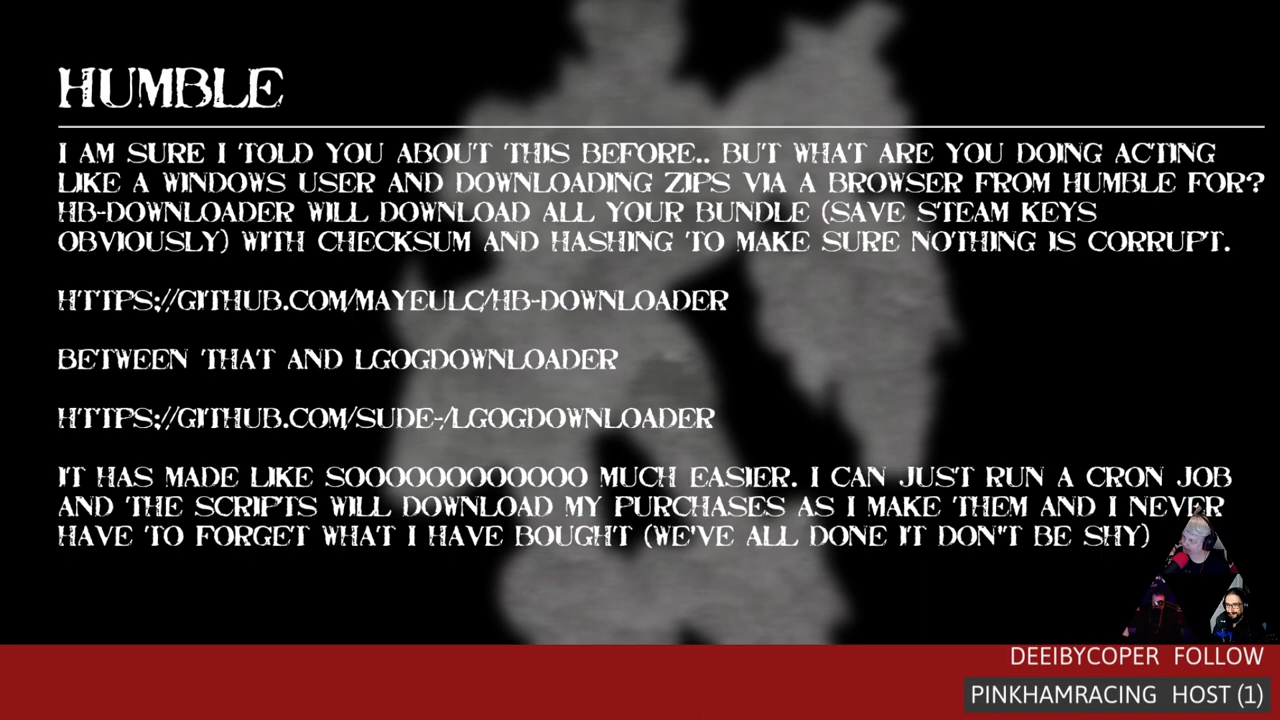 HUMBLE
I AM SURE I TOLD YOU ABOUT THIS BEFORE.. BUT WHAT ARE YOU DOING ACTING
LIKE A WINDOWS USER AND DOWNLOADING ZIPS VIA A BROWSER FROM HUMBLE FOR?
HB-DOWNLOADER WILL DOWNLOAD ALL YOUR BUNDLE (SAVE STEAM KEYS
OBVIOUSLY) WITH CHECKSUM AND HASHING TO MAKE SURE NOTHING IS CORRUPT.
HTTPS://GITHUB.COM/MAYEULC/HB-DOWNLOADER
BETWEEN THAT AND LGOGDOWNLOADER
HTTPS://GITHUB.COM/SUDE-/LGOGDOWNLOADER
IT HAS MADE LIKE SOOOOOOOOOOOO MUCH EASIER. I CAN JUST RUN A CRON JOB
AND THE SCRIPTS WILL DOWNLOAD MY PURCHASES AS I MAKE THEM AND I NEVER
HAVE TO FORGET WHAT I HAVE BOUGHT (WE'VE ALL DONE IT DON"T BE SHY)
DEEIBYCOPER FOLLOW
PINKHAMRACING HOST (1)